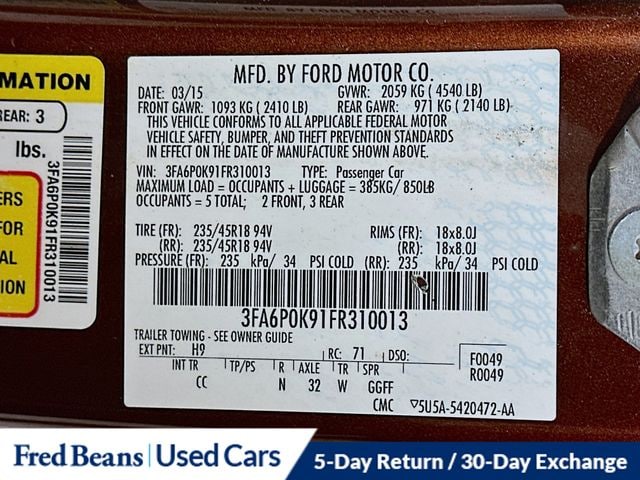 MFD. BY FORD MOTOR CO.
DATE: 03/15 GVWR: 2059 KG ( 4540 LB)
FRONT GAWR: 1093 KG ( 2410 LB) REAR GAWR: 971 KG ( 2140 LB)
THIS VEHICLE CONFORMS TO ALL APPLICABLE FEDERAL MOTOR
VEHICLE SAFETY, BUMPER, AND THEFT PREVENTION STANDARDS
IN EFFECT ON THE DATE OF MANUFACTURE SHOWN ABOVE.
VIN: 3FA6P0K91FR310013 TYPE: Passenger Car
MAXIMUM LOAD = OCCUPANTS + LUGGAGE = 385KG/ 850LB
OCCUPANTS = 5 TOTAL; 2 FRONT, 3 REAR
TIRE (FR): 235/45R18 94V RIMS (FR): 18x8.0J
(RR): 235/45R18 94V (RR): 18x8.0J
PRESSURE (FR): 235 kPa/ 34 PSI COLD (RR): 235 kPa/ 34 PSI COLD
3FA6P0K91FR310013
TRAILER TOWING - SEE OWNER GUIDE
EXT PNT: H9 RC: 71 DSO: F0049
R0049
INT TR TP/PS R AXLE TR SPR
CC N 32 W GGFF
CMC ▽5U5A-5420472-AA
MATION
REAR: 3
lbs.
ERS
FOR
AL
ION
3FA6P0K91FR310013
Fred Beans Used Cars
5-Day Return / 30-Day Exchange